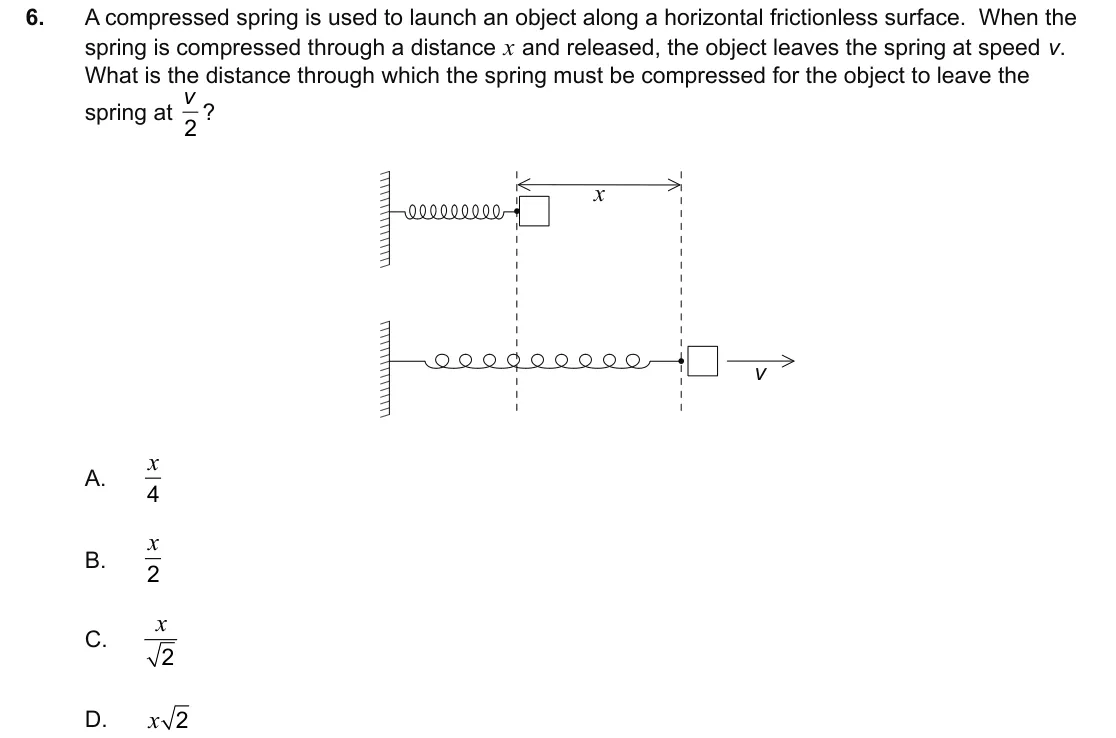 6. A compressed spring is used to launch an object along a horizontal frictionless surface. When the
spring is compressed through a distance x and released, the object leaves the spring at speed v.
What is the distance through which the spring must be compressed for the object to leave the
spring at v/2?
x
v
A. x/4
B. x/2
C. x/√2
D. x√2